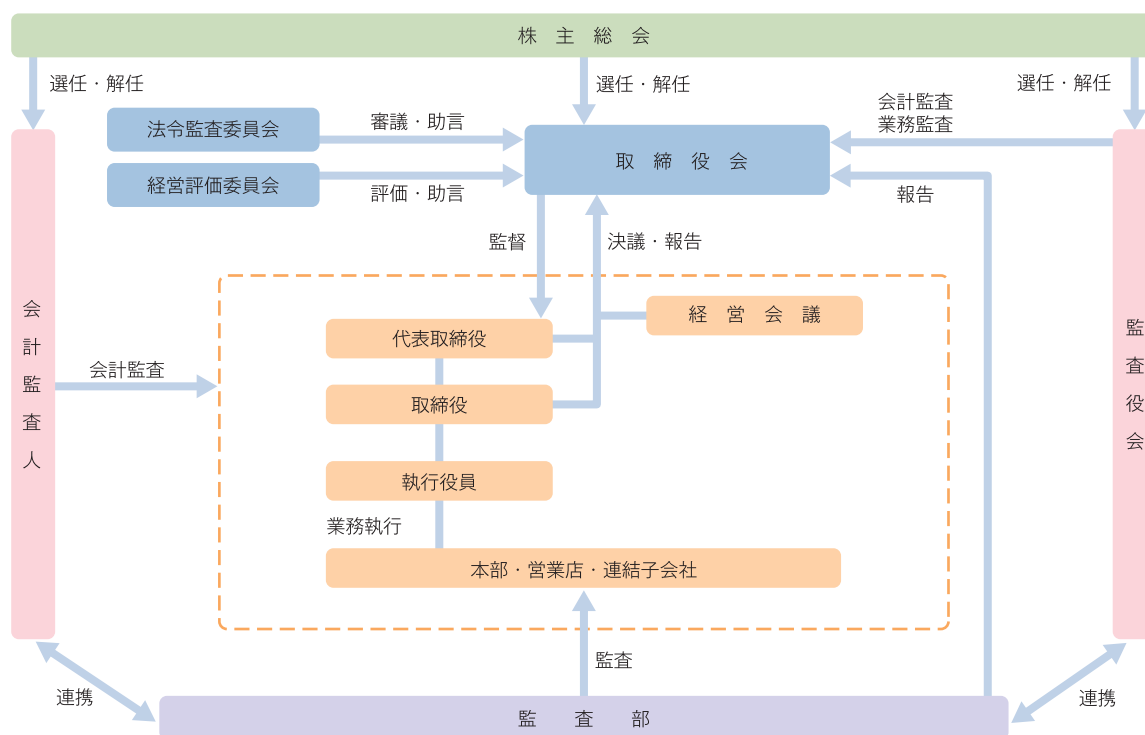 株主総会
選任・解任
選任・解任
選任・解任
法令監査委員会
審議・助言
会計監査
業務監査
取締役会
経営評価委員会
評価・助言
報告
監督
決議・報告
会計監査人
監査役会
経営会議
代表取締役
会計監査
取締役
執行役員
業務執行
本部・営業店・連結子会社
監査
連携
連携
監査部